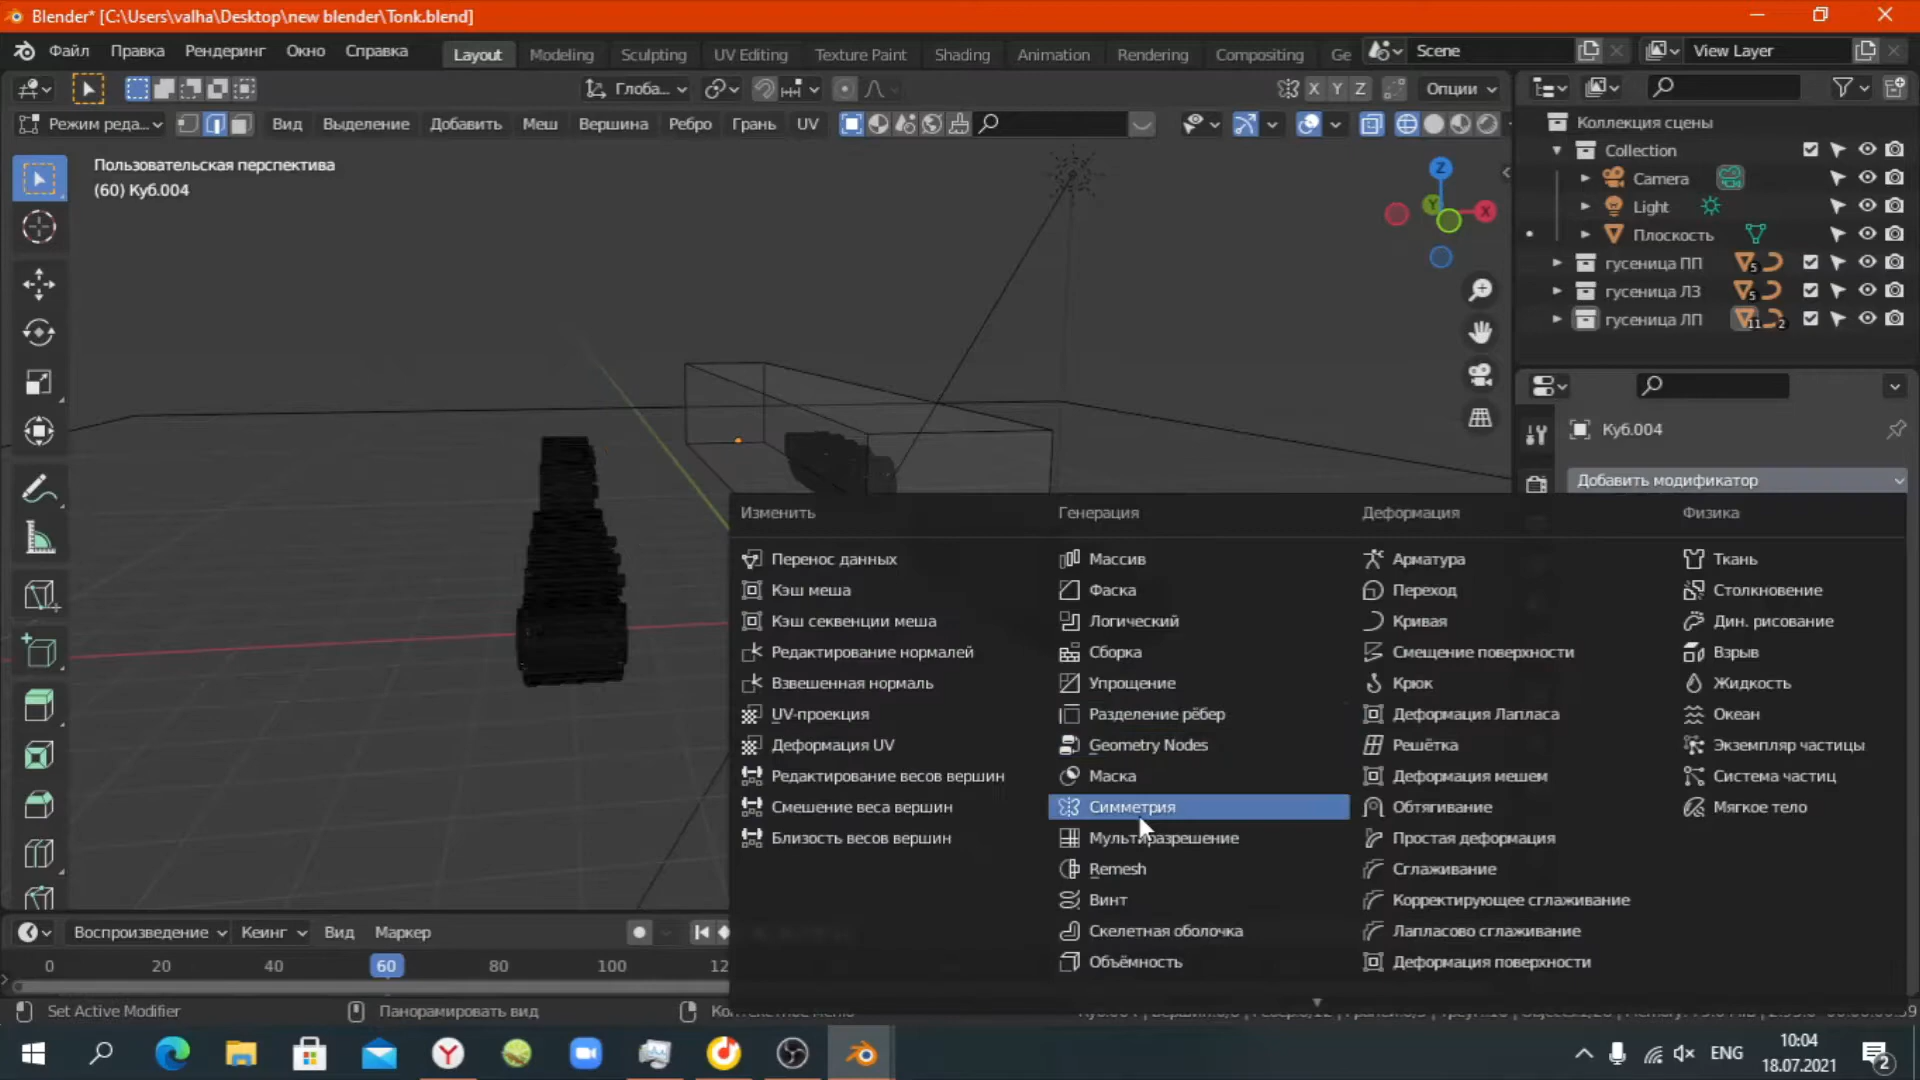 Blender* [C:\Users\valha\Desktop\new blender\Tonk.blend]
Файл Правка Рендеринг Окно Справка
Layout Modeling Sculpting UV Editing Texture Paint Shading Animation Rendering Compositing Ge
Scene View Layer
Глоба... X Y Z Опции
Режим реда... Вид Выделение Добавить Меш Вершина Ребро Грань UV
Пользовательская перспектива
(60) Куб.004
Z
Y
X
Коллекция сцены
Collection
Camera
Light
Плоскость
гусеница ПП 5
гусеница ЛЗ 5
гусеница ЛП 11 2
Куб.004
Добавить модификатор
Изменить
Перенос данных
Кэш меша
Кэш секвенции меша
Редактирование нормалей
Взвешенная нормаль
UV-проекция
Деформация UV
Редактирование весов вершин
Смешение веса вершин
Близость весов вершин
Генерация
Массив
Фаска
Логический
Сборка
Упрощение
Разделение рёбер
Geometry Nodes
Маска
Симметрия
Мультиразрешение
Remesh
Винт
Скелетная оболочка
Объёмность
Деформация
Арматура
Переход
Кривая
Смещение поверхности
Крюк
Деформация Лапласа
Решётка
Деформация мешем
Обтягивание
Простая деформация
Сглаживание
Корректирующее сглаживание
Лапласово сглаживание
Деформация поверхности
Физика
Ткань
Столкновение
Дин. рисование
Взрыв
Жидкость
Океан
Экземпляр частицы
Система частиц
Мягкое тело
Воспроизведение Кеинг Вид Маркер
0 20 40 60 80 100 12
Set Active Modifier Панорамировать вид
ENG
10:04
18.07.2021
2